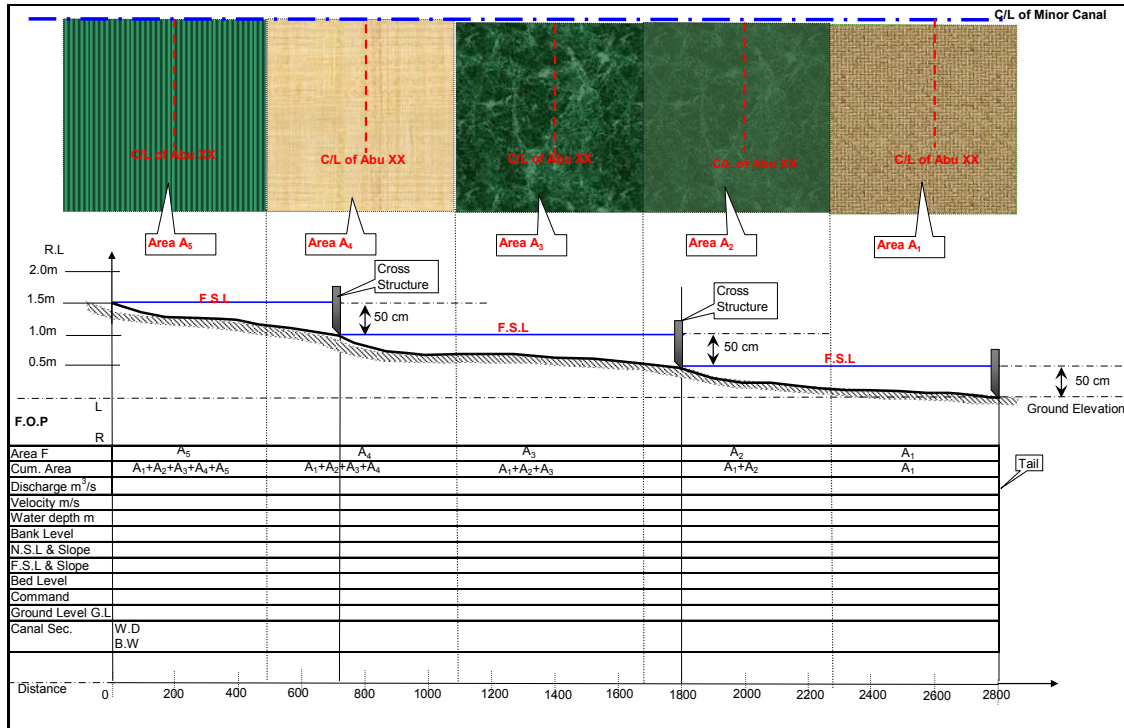 C/L of Minor Canal
C/L of Abu XX
C/L of Abu XX
C/L of Abu XX
C/L of Abu XX
C/L of Abu XX
Area A5
Area A4
Area A3
Area A2
Area A1
R.L
2.0m
1.5m
1.0m
0.5m
F.S.L
Cross
Structure
50 cm
F.S.L
Cross
Structure
50 cm
F.S.L
50 cm
Ground Elevation
L
F.O.P
R
Area F A5 A4 A3 A2 A1
Cum. Area A1+A2+A3+A4+A5 A1+A2+A3+A4 A1+A2+A3 A1+A2 A1
Tail
Discharge m3/s
Velocity m/s
Water depth m
Bank Level
N.S.L & Slope
F.S.L & Slope
Bed Level
Command
Ground Level G.L
Canal Sec. W.D
B.W
Distance 0 200 400 600 800 1000 1200 1400 1600 1800 2000 2200 2400 2600 2800